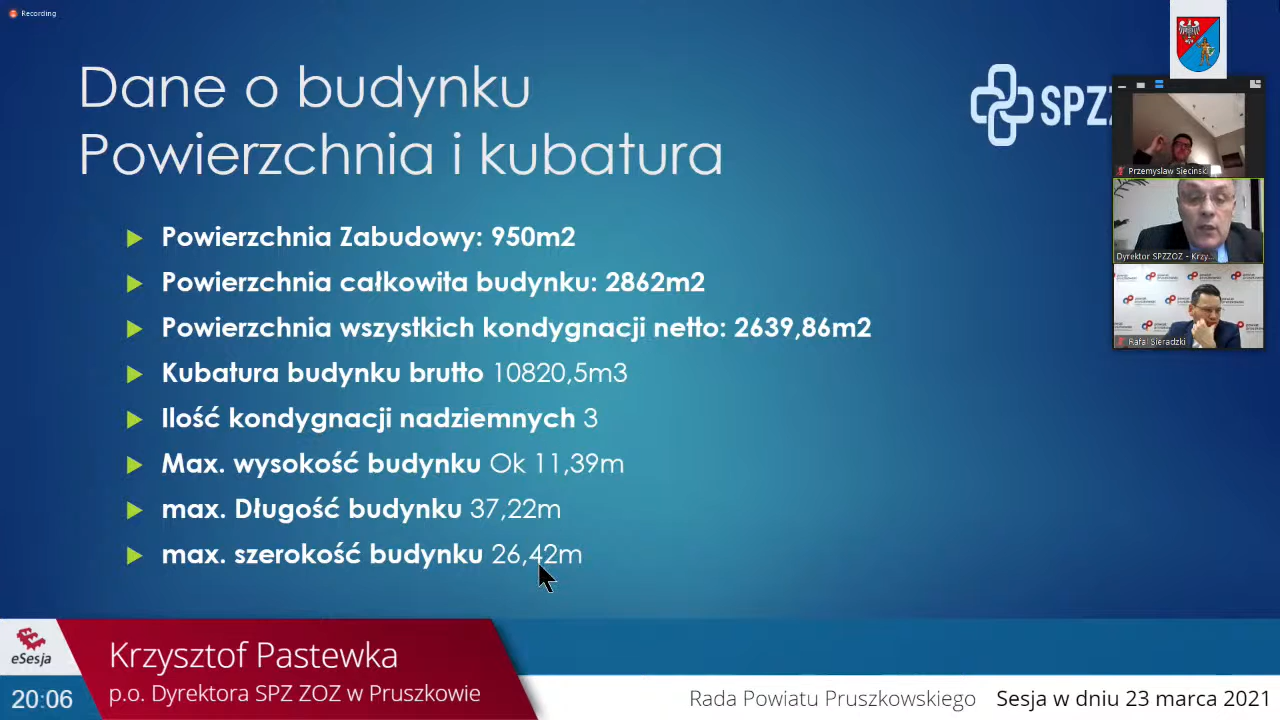 Recording
Dane o budynku
Powierzchnia i kubatura
SPZ
Powierzchnia Zabudowy: 950m2
Powierzchnia całkowita budynku: 2862m2
Powierzchnia wszystkich kondygnacji netto: 2639,86m2
Kubatura budynku brutto 10820,5m3
Ilość kondygnacji nadziemnych 3
Max. wysokość budynku Ok 11,39m
max. Długość budynku 37,22m
max. szerokość budynku 26,42m
Przemysław Sieciński
Dyrektor SPZZOZ - Krzy...
Rafał Sieradzki
eSesja
20:06
Krzysztof Pastewka
p.o. Dyrektora SPZ ZOZ w Pruszkowie
Rada Powiatu Pruszkowskiego Sesja w dniu 23 marca 2021